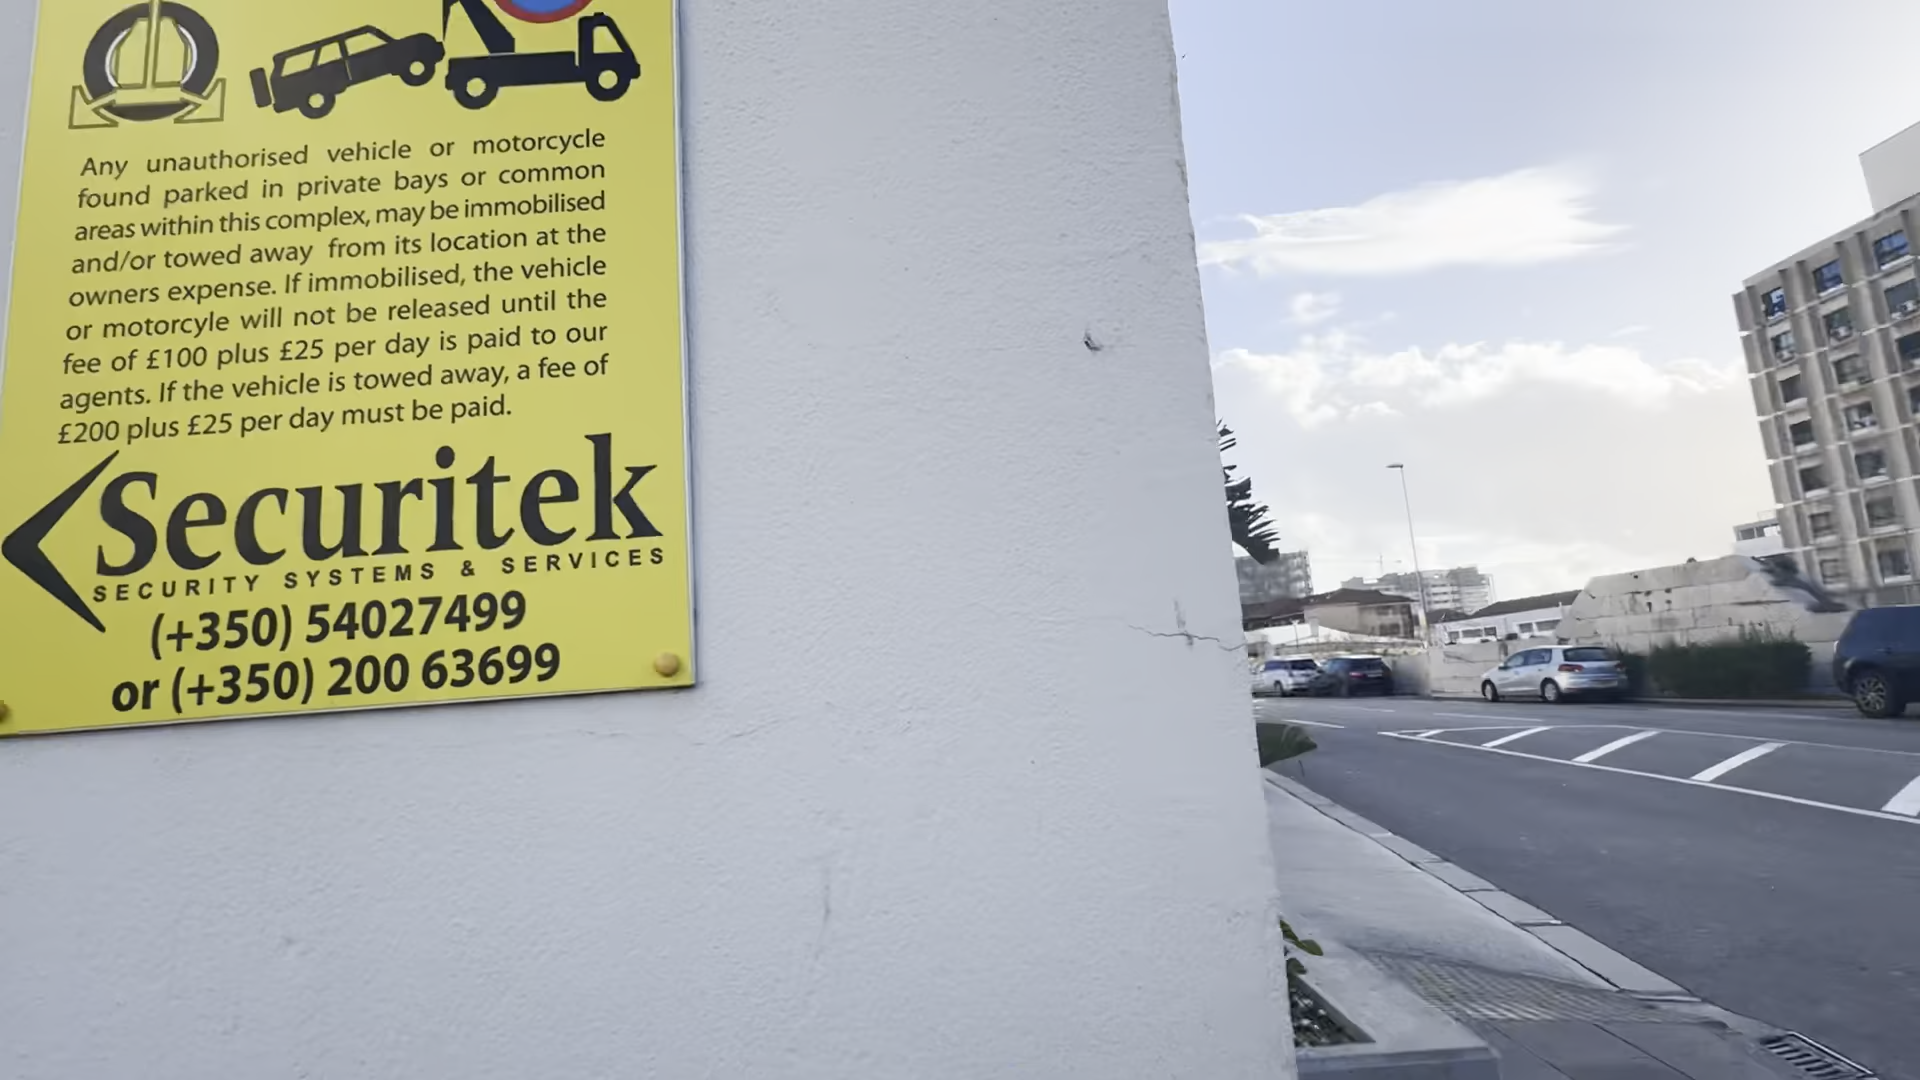 Any unauthorised vehicle or motorcycle
found parked in private bays or common
areas within this complex, may be immobilised
and/or towed away from its location at the
owners expense. If immobilised, the vehicle
or motorcyle will not be released until the
fee of £100 plus £25 per day is paid to our
agents. If the vehicle is towed away, a fee of
£200 plus £25 per day must be paid.
Securitek
SECURITY SYSTEMS & SERVICES
(+350) 54027499
or (+350) 200 63699